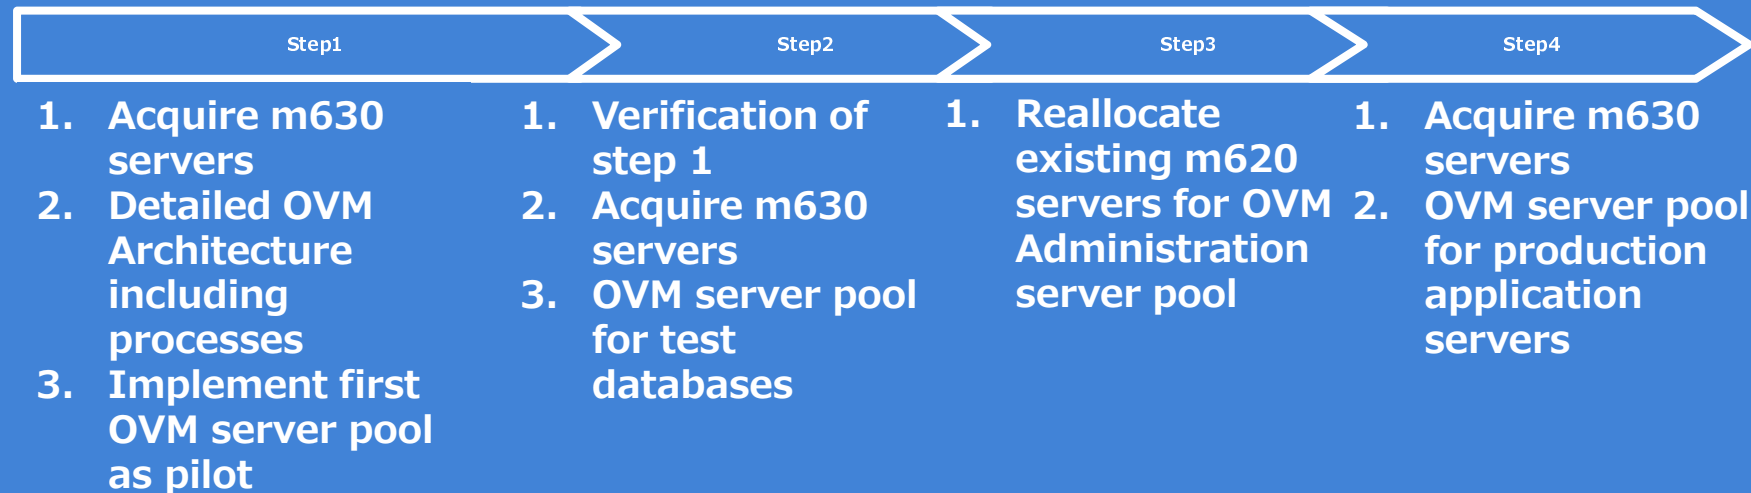 Step1
Step2
Step3
Step4
1. Acquire m630
servers
2. Detailed OVM
Architecture
including
processes
3. Implement first
OVM server pool
as pilot
1. Verification of
step 1
2. Acquire m630
servers
3. OVM server pool
for test
databases
1. Reallocate
existing m620
servers for OVM
Administration
server pool
1. Acquire m630
servers
2. OVM server pool
for production
application
servers